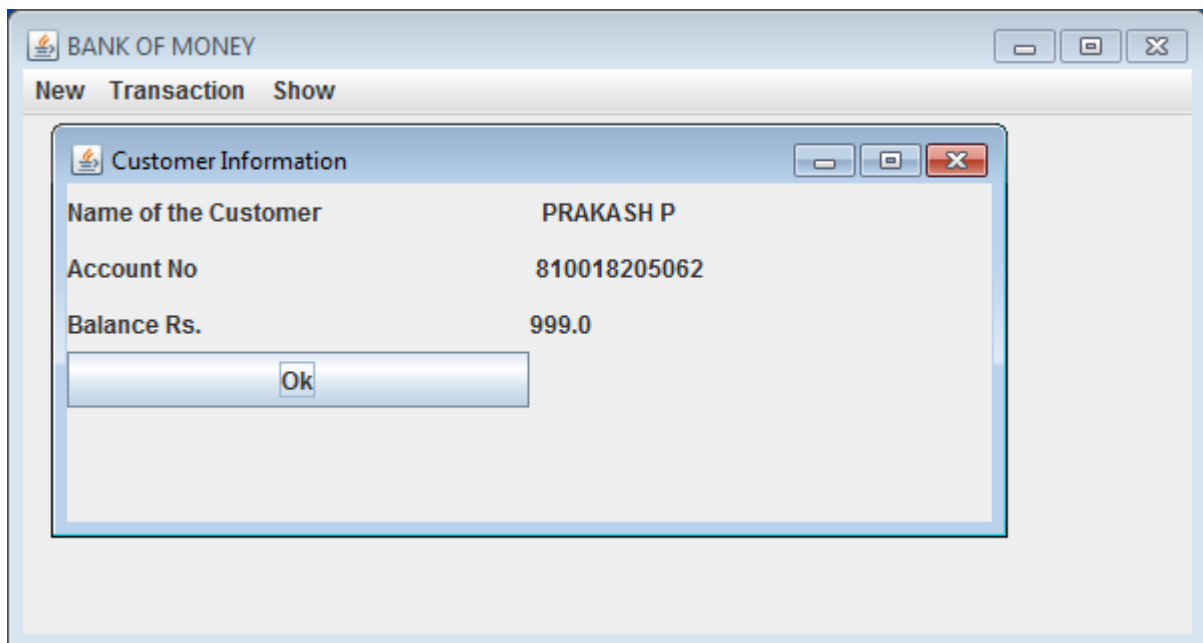 BANK OF MONEY
New Transaction Show
Customer Information
Name of the Customer PRAKASH P
Account No 810018205062
Balance Rs. 999.0
Ok